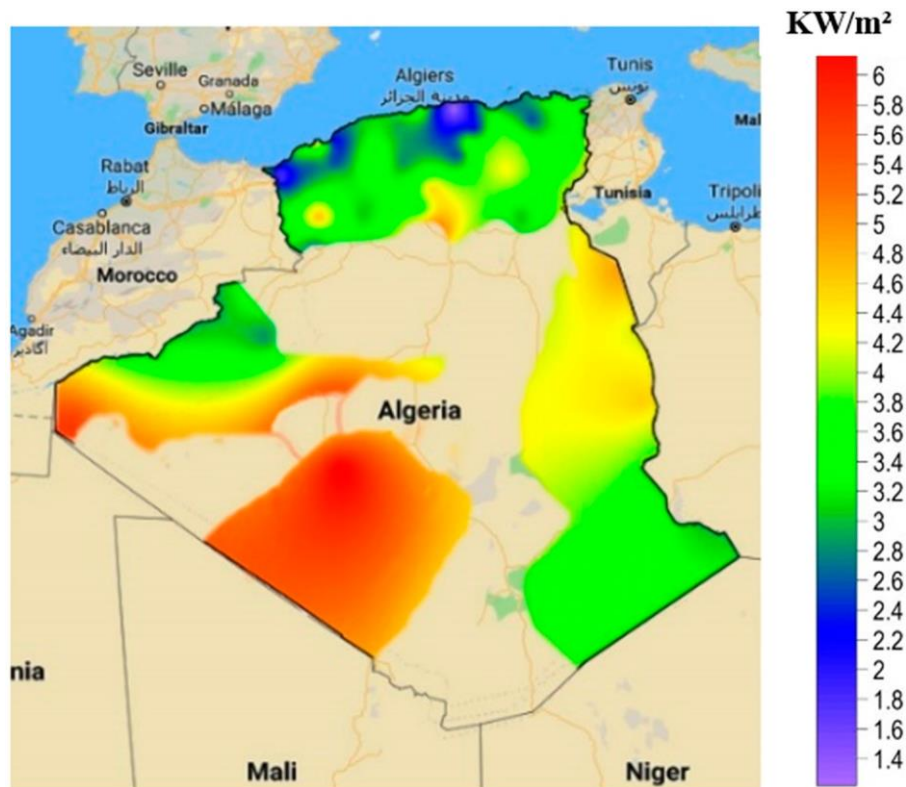 KW/m²
Seville
Granada
Málaga
Gibraltar
Algiers
مدينة الجزائر
Tunis
تونس
Mal
Rabat
الرباط
Casablanca
الدار البيضاء
Morocco
Tunisia
Tripoli
طرابلس
Agadir
أكادير
Algeria
nia
Mali
Niger
6
5.8
5.6
5.4
5.2
5
4.8
4.6
4.4
4.2
4
3.8
3.6
3.4
3.2
3
2.8
2.6
2.4
2.2
2
1.8
1.6
1.4